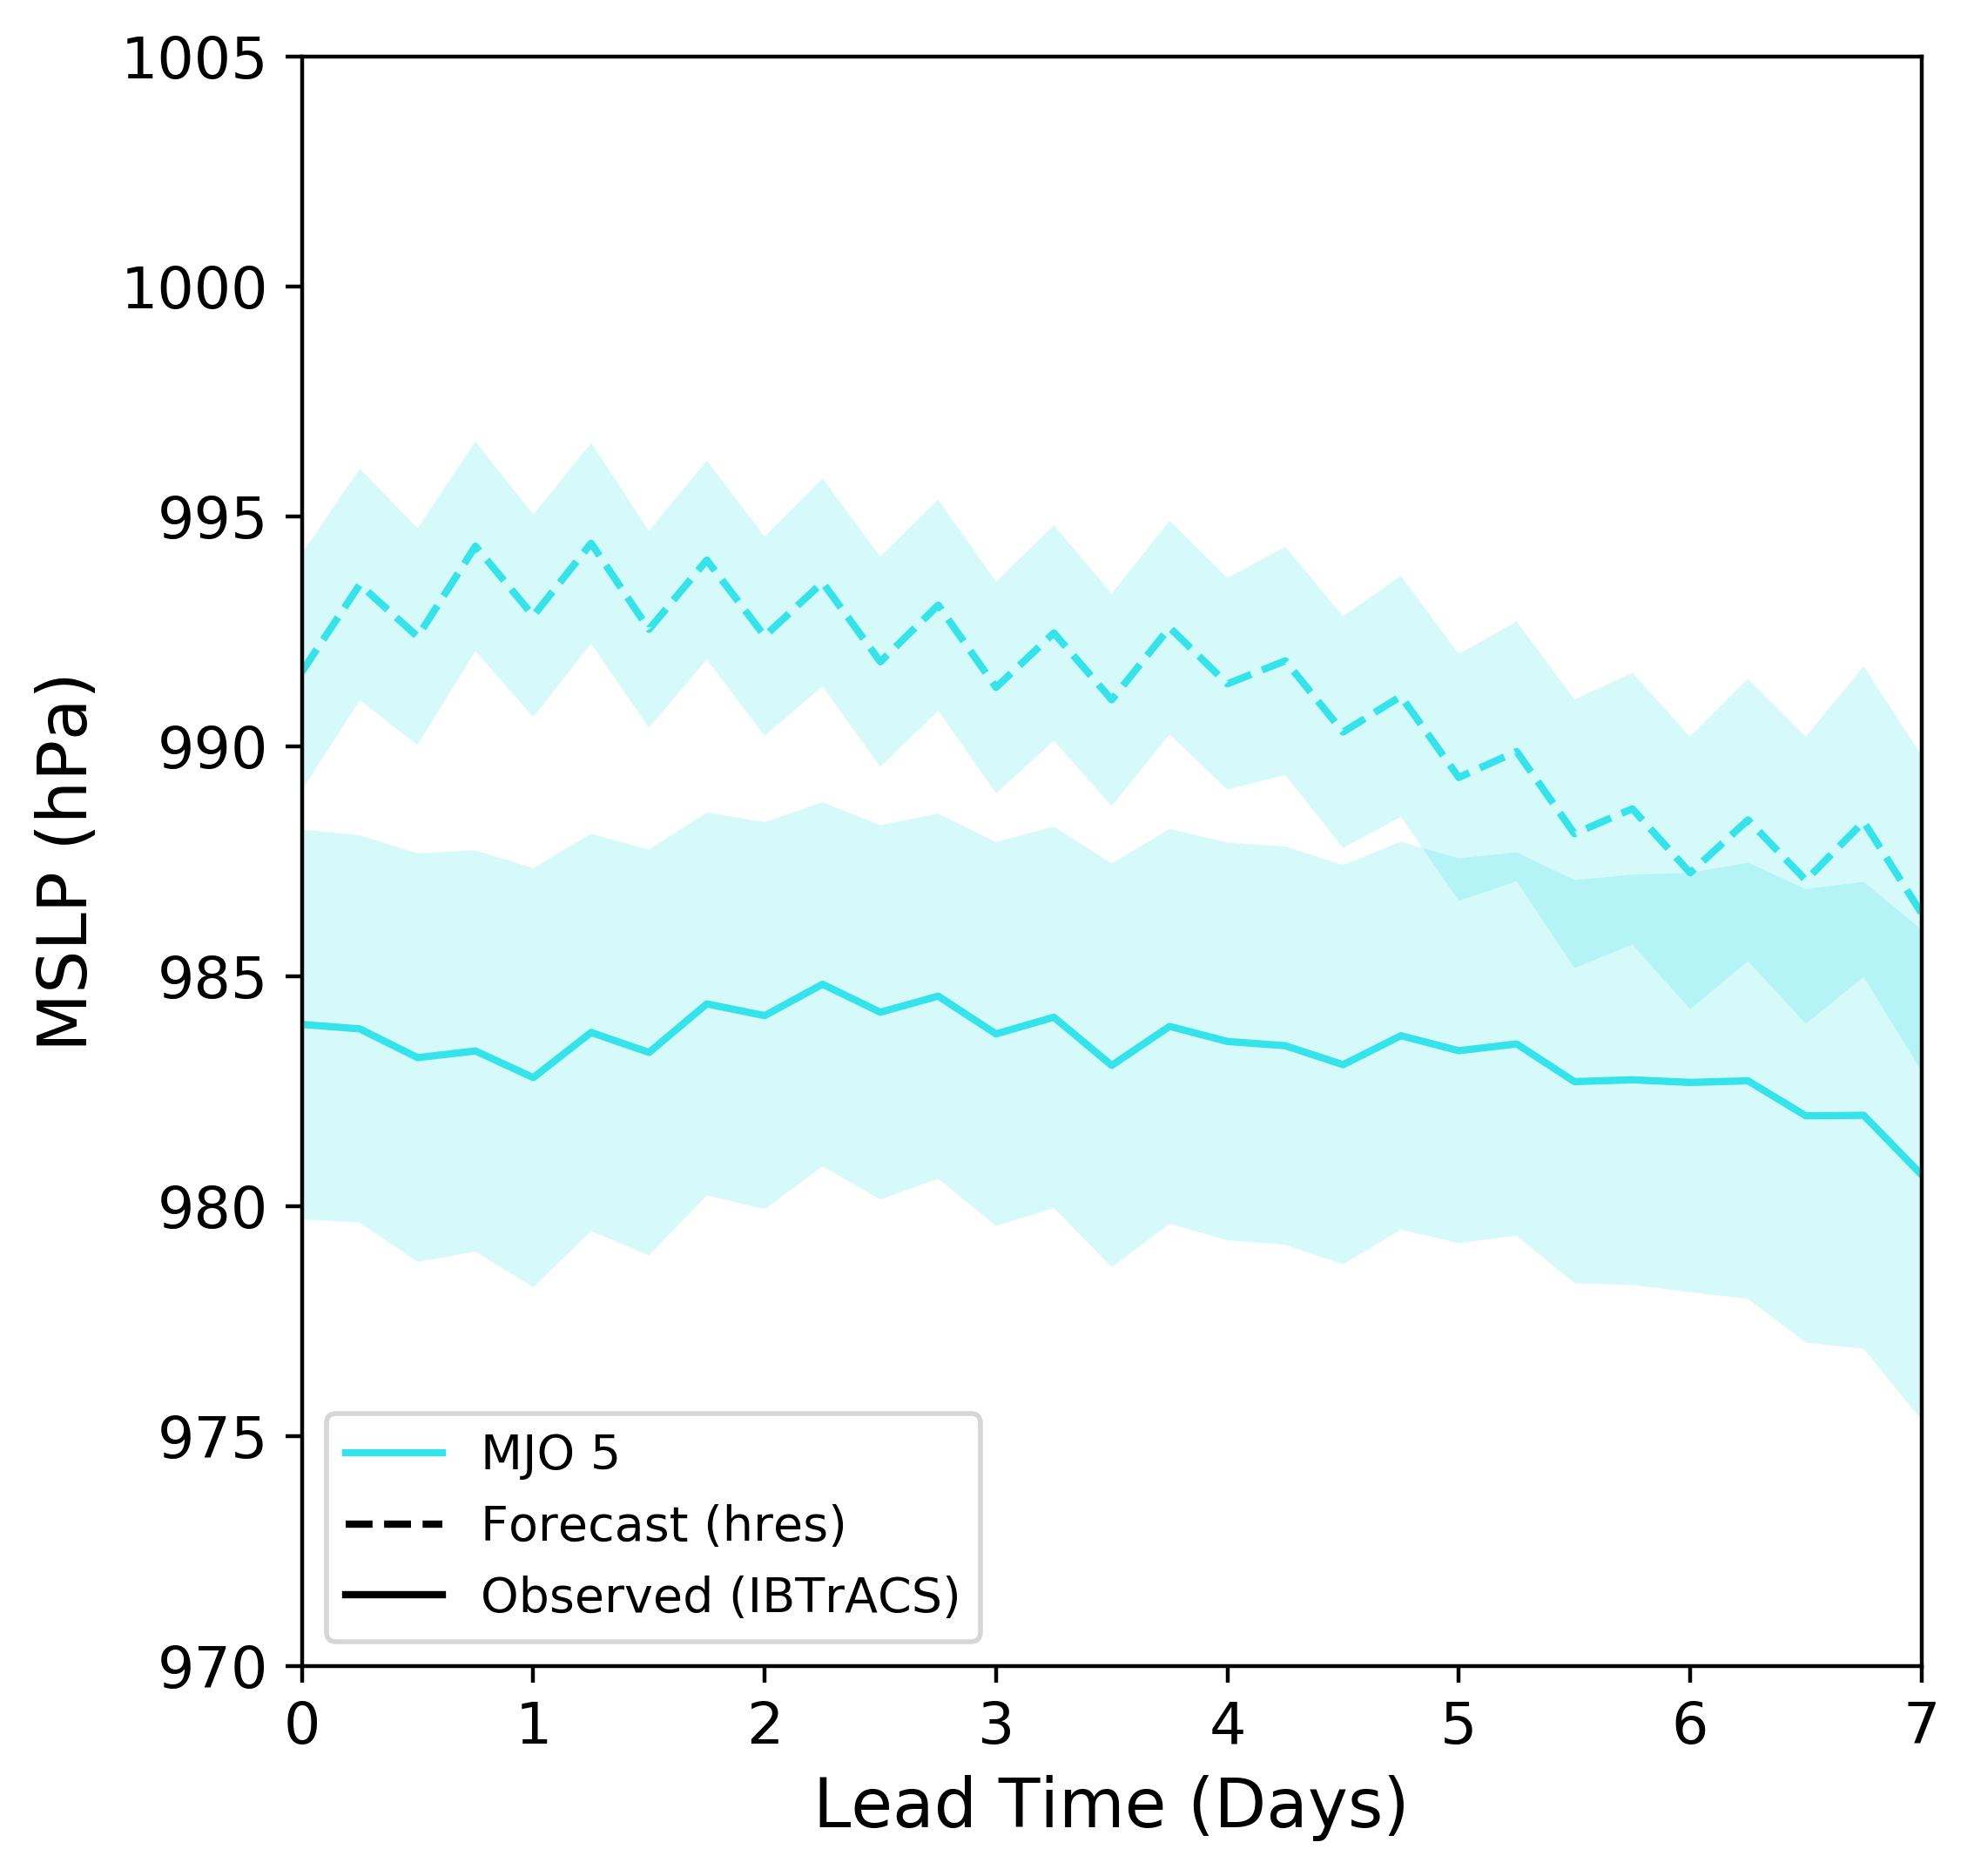 1005
1000
995
990
985
980
975
970
MSLP (hPa)
MJO 5
Forecast (hres)
Observed (IBTrACS)
0 1 2 3 4 5 6 7
Lead Time (Days)